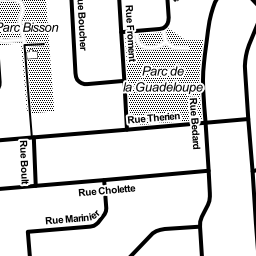 Parc Bisson
Rue Boucher
Rue Froment
Parc de
la Guadeloupe
Rue Therien
Rue Bedard
Rue Boult
Rue Cholette
Rue Marinier